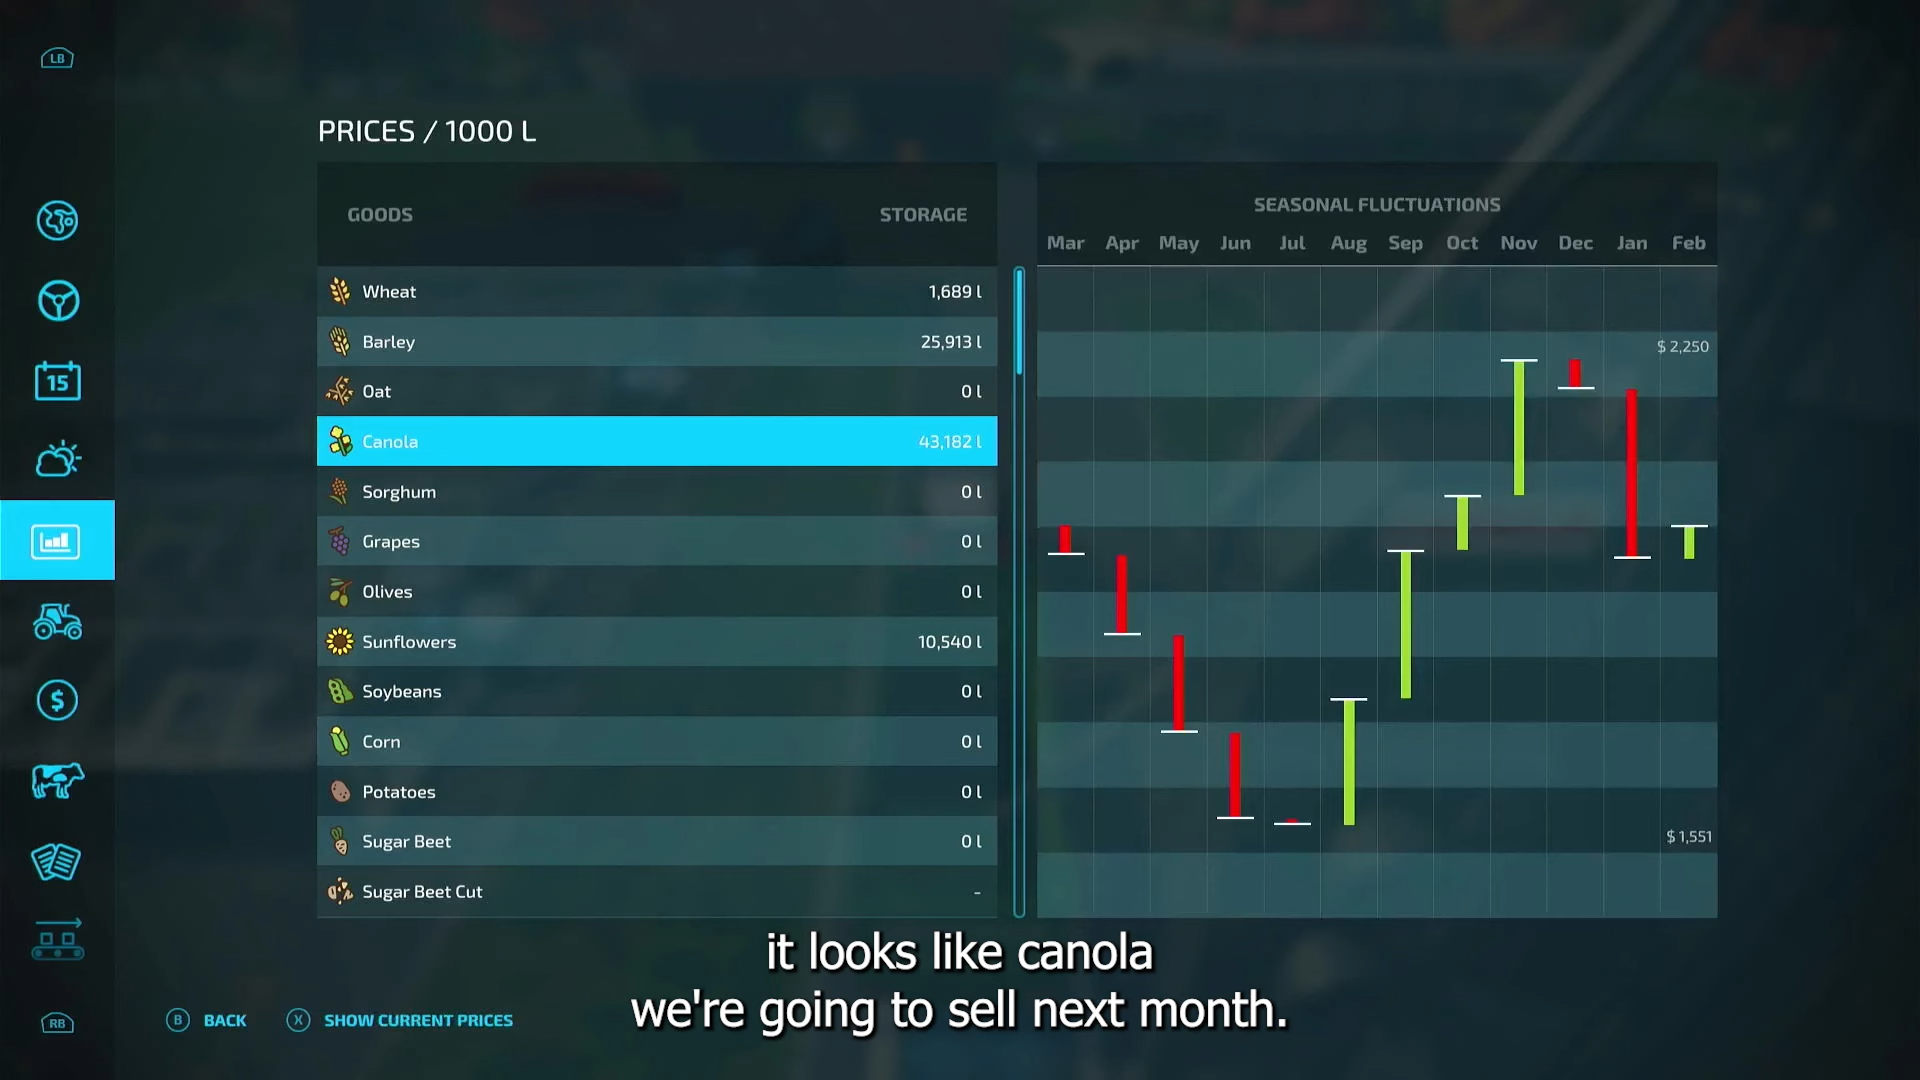 LB
PRICES / 1000 L
GOODS STORAGE
SEASONAL FLUCTUATIONS
Mar Apr May Jun Jul Aug Sep Oct Nov Dec Jan Feb
Wheat 1,689 l
Barley 25,913 l
Oat 0 l
Canola 43,182 l
Sorghum 0 l
Grapes 0 l
Olives 0 l
Sunflowers 10,540 l
Soybeans 0 l
Corn 0 l
Potatoes 0 l
Sugar Beet 0 l
Sugar Beet Cut -
$ 2,250
$ 1,551
15
$
it looks like canola
we're going to sell next month.
RB
B BACK X SHOW CURRENT PRICES